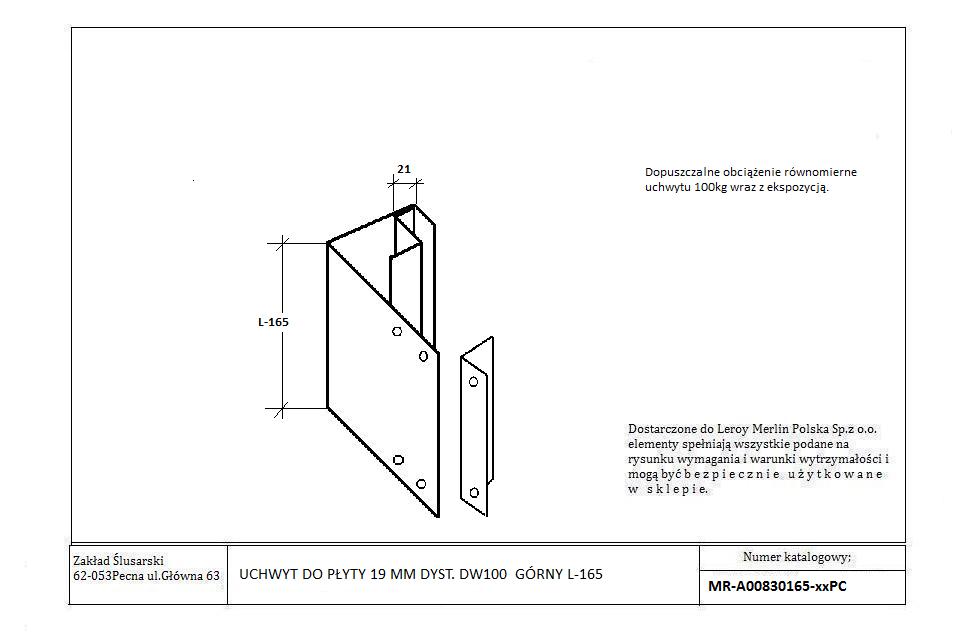 21
Dopuszczalne obciążenie równomierne
uchwytu 100kg wraz z ekspozycją.
L-165
Dostarczone do Leroy Merlin Polska Sp.z o.o.
elementy spełniają wszystkie podane na
rysunku wymagania i warunki wytrzymałości i
mogą być b e z p i e c z n i e u ż y t k o w a n e
w s k l e p i e.
Zakład Ślusarski
62-053Pecna ul.Główna 63
UCHWYT DO PŁYTY 19 MM DYST. DW100 GÓRNY L-165
Numer katalogowy;
MR-A00830165-xxPC